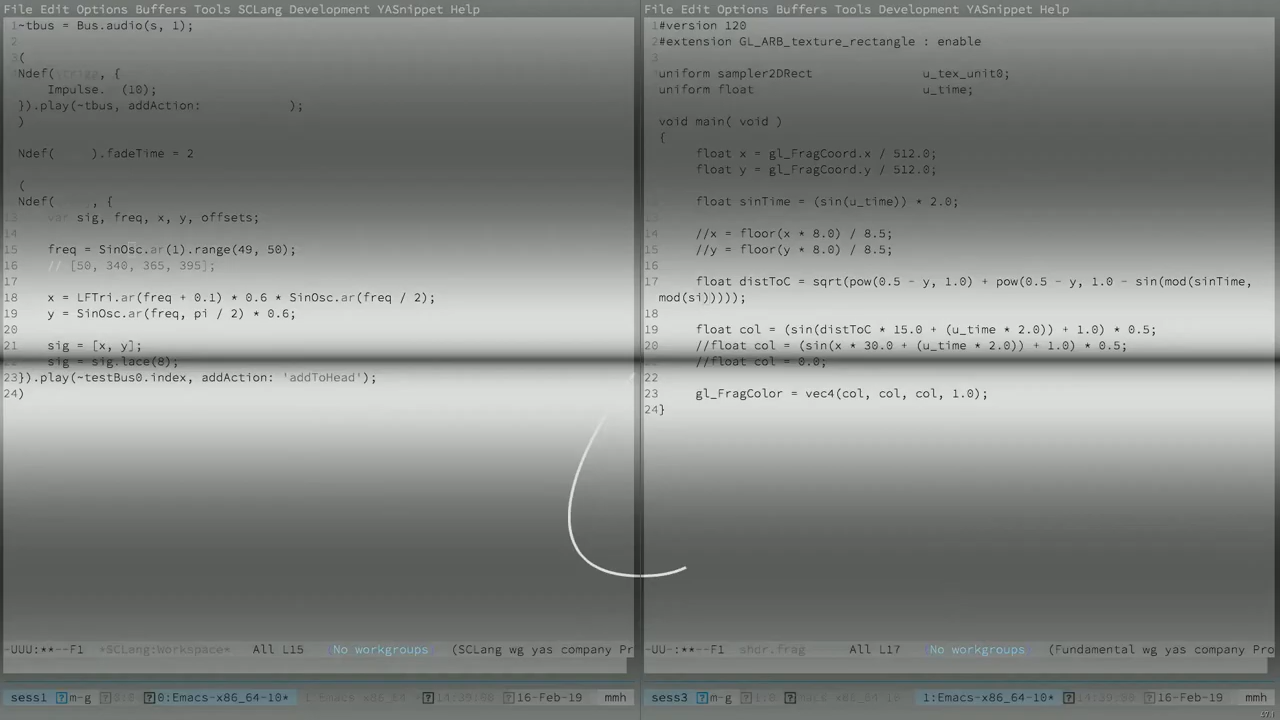 File Edit Options Buffers Tools SCLang Development YASnippet Help
1 ~tbus = Bus.audio(s, 1);
2
3 (
Ndef( , {
Impulse. (10);
}).play(~tbus, addAction: );
)
Ndef( ).fadeTime = 2
(
Ndef( , {
13 var sig, freq, x, y, offsets;
15 freq = SinOsc.ar(1).range(49, 50);
16 // [50, 340, 365, 395];
17
18 x = LFTri.ar(freq + 0.1) * 0.6 * SinOsc.ar(freq / 2);
19 y = SinOsc.ar(freq, pi / 2) * 0.6;
20
21 sig = [x, y];
22 sig = sig.lace(8);
23 }).play(~testBus0.index, addAction: 'addToHead');
24 )
-UUU:**--F1 *SCLang:Workspace* All L15 (No workgroups) (SCLang wg yas company Pro
sess1 m-g 0:Emacs-x86_64-10* 16-Feb-19 mmh
File Edit Options Buffers Tools Development YASnippet Help
1 #version 120
2 #extension GL_ARB_texture_rectangle : enable
3
4 uniform sampler2DRect u_tex_unit0;
uniform float u_time;
void main( void )
{
float x = gl_FragCoord.x / 512.0;
float y = gl_FragCoord.y / 512.0;
float sinTime = (sin(u_time)) * 2.0;
13
14 //x = floor(x * 8.0) / 8.5;
15 //y = floor(y * 8.0) / 8.5;
16
17 float distToC = sqrt(pow(0.5 - y, 1.0) + pow(0.5 - y, 1.0 - sin(mod(sinTime,
mod(si)))));
18
19 float col = (sin(distToC * 15.0 + (u_time * 2.0)) + 1.0) * 0.5;
20 //float col = (sin(x * 30.0 + (u_time * 2.0)) + 1.0) * 0.5;
21 //float col = 0.0;
22
23 gl_FragColor = vec4(col, col, col, 1.0);
24 }
-UU-:**--F1 shdr.frag All L17 (No workgroups) (Fundamental wg yas company Pro
sess3 m-g 1:Emacs-x86_64-10* 16-Feb-19 mmh